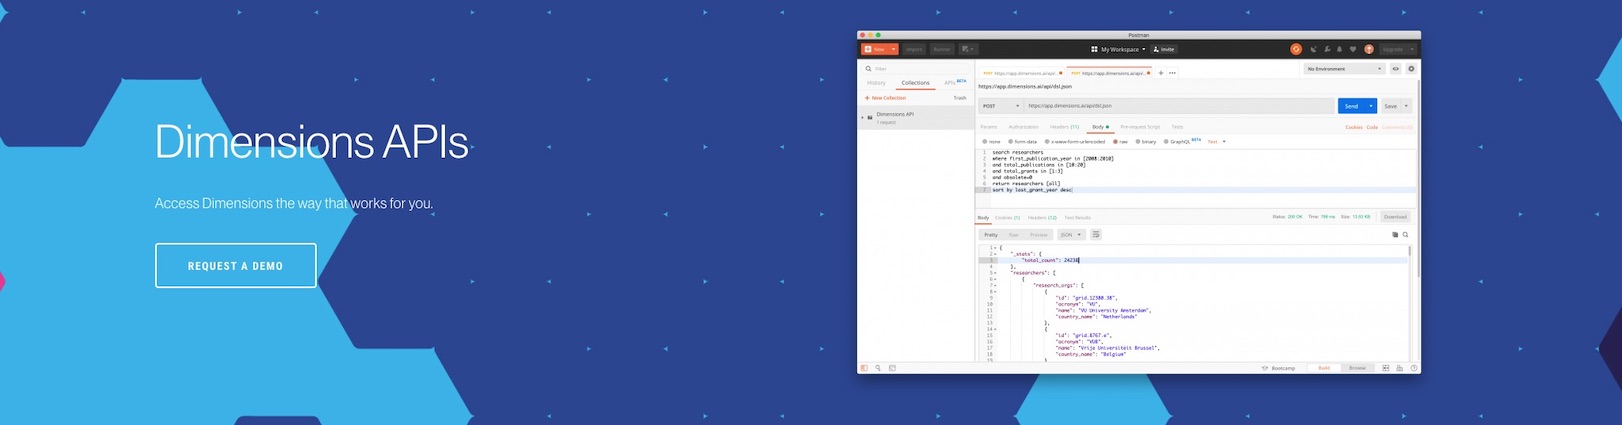 Dimensions APIs
Access Dimensions the way that works for you.
REQUEST A DEMO
Postman
New
Import
Runner
My Workspace
Invite
Upgrade
Filter
History
Collections
APIs BETA
+ New Collection
Trash
Dimensions API
1 request
POST https://app.dimensions.ai/api/..
POST https://app.dimensions.ai/api/..
No Environment
https://app.dimensions.ai/api/dsl.json
POST
https://app.dimensions.ai/api/dsl.json
Send
Save
Params
Authorization
Headers (11)
Body
Pre-request Script
Tests
Cookies
Code
none
form-data
x-www-form-urlencoded
raw
binary
GraphQL BETA
Text
1 search researchers
2 where first_publication_year in [2008:2010]
3 and total_publications in [10:20]
4 and total_grants in [1:3]
5 and obsolete=0
6 return researchers [all]
7 sort by last_grant_year desc
Body
Cookies (1)
Headers (12)
Test Results
Status: 200 OK
Time: 798 ms
Size: 13.93 KB
Download
Pretty
Raw
Preview
JSON
1 {
2 "_stats": {
3 "total_count": 24238
4 },
5 "researchers": [
6 {
7 "research_orgs": [
8 {
9 "id": "grid.12380.38",
10 "acronym": "VU",
11 "name": "VU University Amsterdam",
12 "country_name": "Netherlands"
13 },
14 {
15 "id": "grid.8767.e",
16 "acronym": "VUB",
17 "name": "Vrije Universiteit Brussel",
18 "country_name": "Belgium"
19 }
Bootcamp
Build
Browse